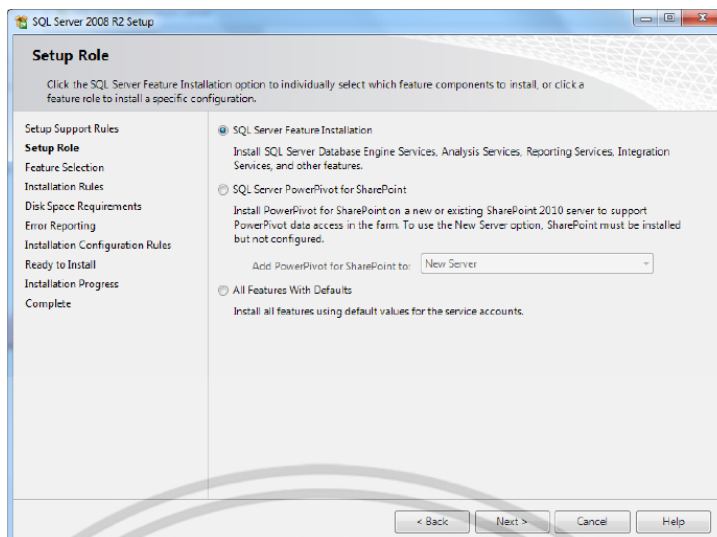 SQL Server 2008 R2 Setup
Setup Role
Click the SQL Server Feature Installation option to individually select which feature components to install, or click a
feature role to install a specific configuration.
Setup Support Rules
Setup Role
Feature Selection
Installation Rules
Disk Space Requirements
Error Reporting
Installation Configuration Rules
Ready to Install
Installation Progress
Complete
SQL Server Feature Installation
Install SQL Server Database Engine Services, Analysis Services, Reporting Services, Integration
Services, and other features.
SQL Server PowerPivot for SharePoint
Install PowerPivot for SharePoint on a new or existing SharePoint 2010 server to support
PowerPivot data access in the farm. To use the New Server option, SharePoint must be installed
but not configured.
Add PowerPivot for SharePoint to: New Server
All Features With Defaults
Install all features using default values for the service accounts.
< Back Next > Cancel Help